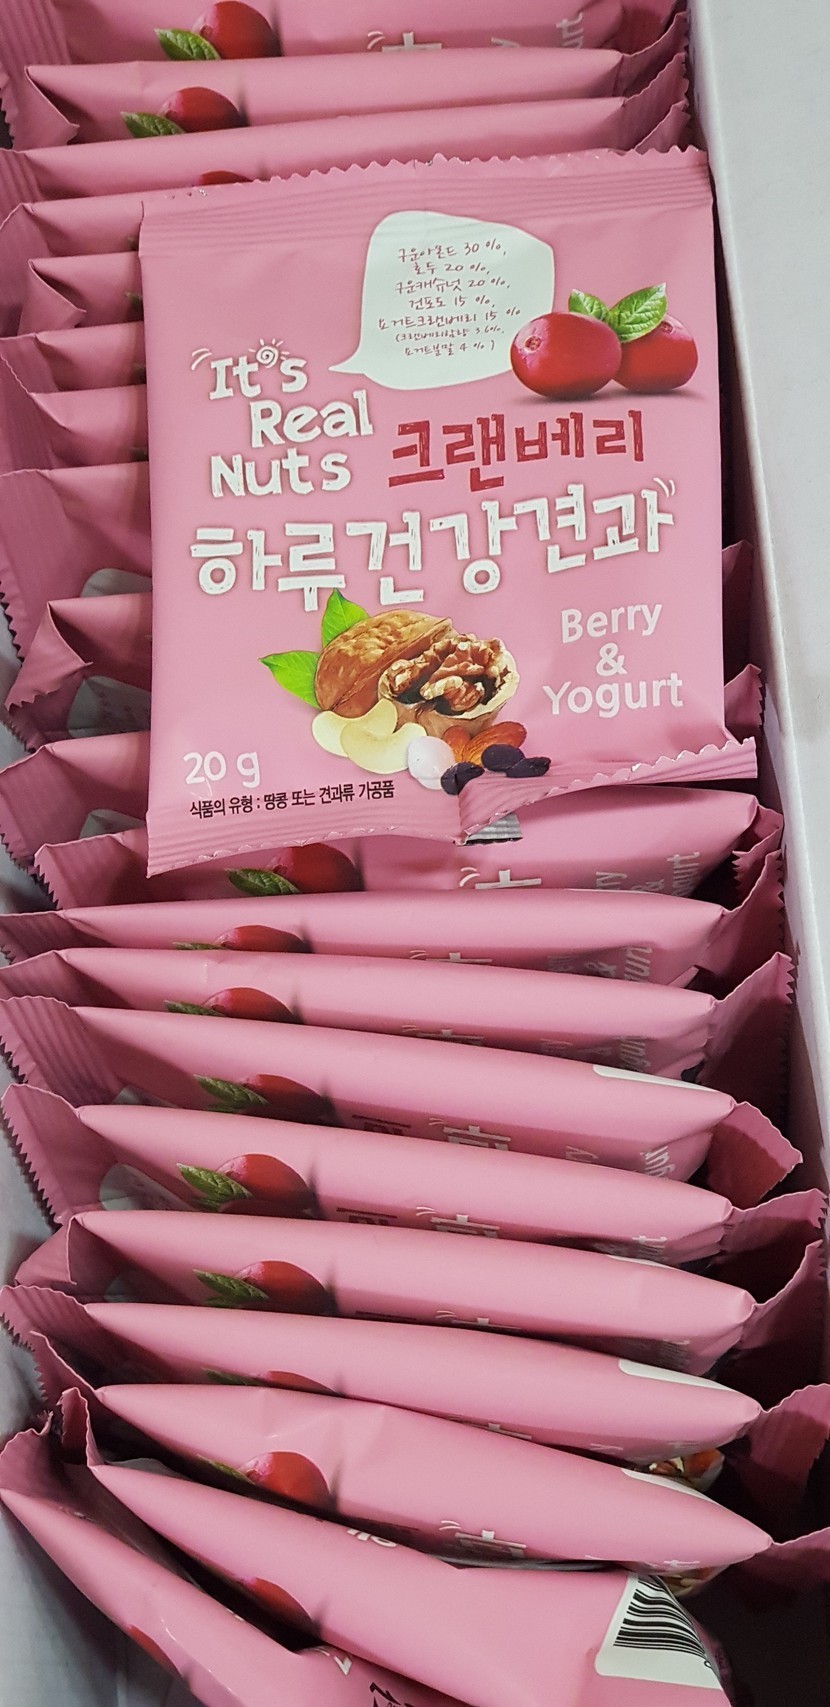 구운아몬드 30 %,
호두 20 %,
구운캐슈넛 20 %,
건포도 15 %,
요거트크랜베리 15 %
(크랜베리함량 3.6%,
요거트분말 4 %)
It's
Real
Nuts
크랜베리
하루건강견과
Berry
&
Yogurt
20 g
식품의 유형 : 땅콩 또는 견과류 가공품